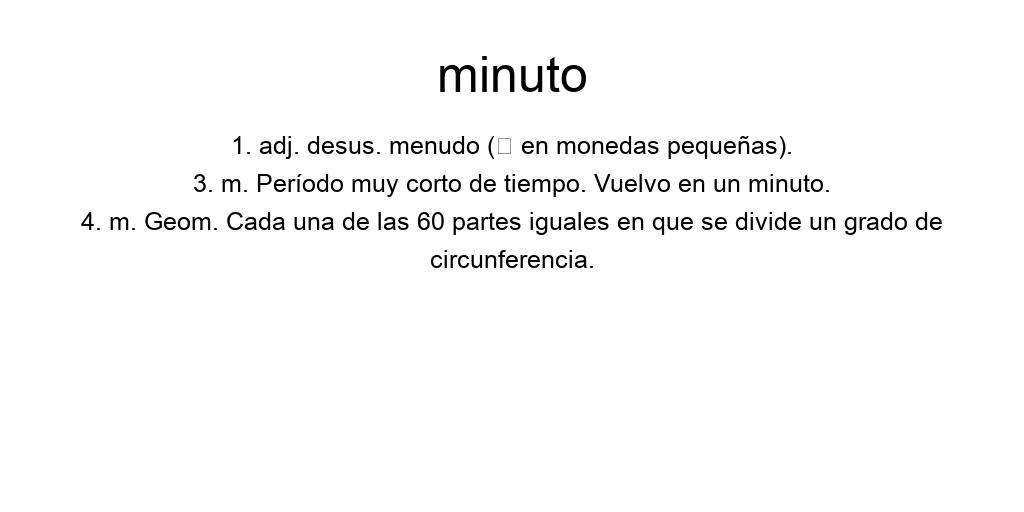 minuto
1. adj. desus. menudo (□ en monedas pequeñas).
3. m. Período muy corto de tiempo. Vuelvo en un minuto.
4. m. Geom. Cada una de las 60 partes iguales en que se divide un grado de
circunferencia.